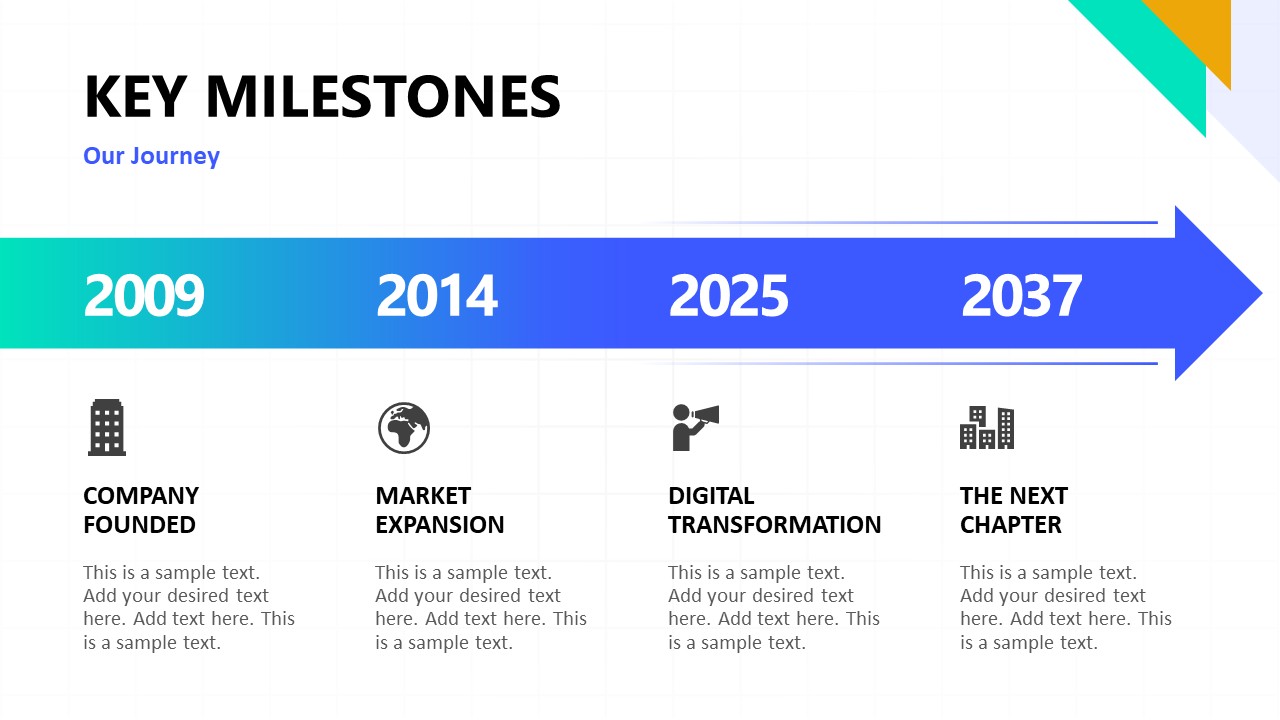 KEY MILESTONES
Our Journey
2009
2014
2025
2037
COMPANY
FOUNDED
This is a sample text.
Add your desired text
here. Add text here. This
is a sample text.
MARKET
EXPANSION
This is a sample text.
Add your desired text
here. Add text here. This
is a sample text.
DIGITAL
TRANSFORMATION
This is a sample text.
Add your desired text
here. Add text here. This
is a sample text.
THE NEXT
CHAPTER
This is a sample text.
Add your desired text
here. Add text here. This
is a sample text.